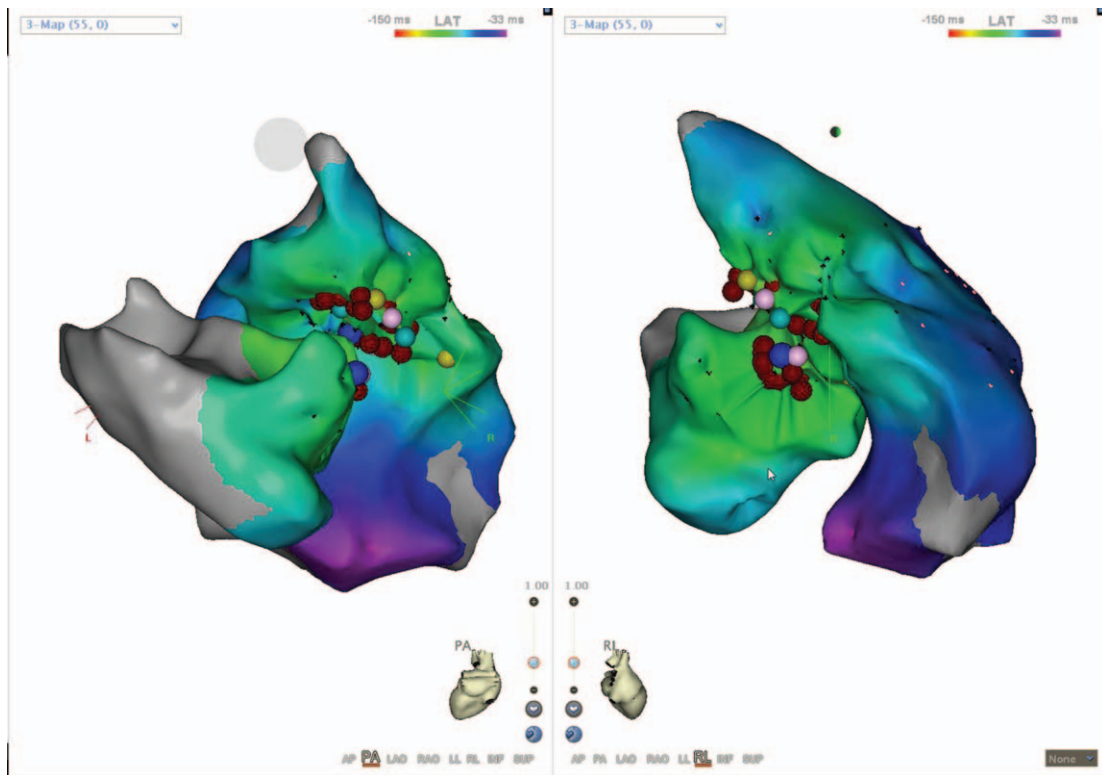 3-Map (55, 0)
-150 ms LAT -33 ms
L
R
1.00
PA
AP PA LAO RAO LL RL INF SUP
3-Map (55, 0)
-150 ms LAT -33 ms
1.00
RL
AP PA LAO RAO LL RL INF SUP
None